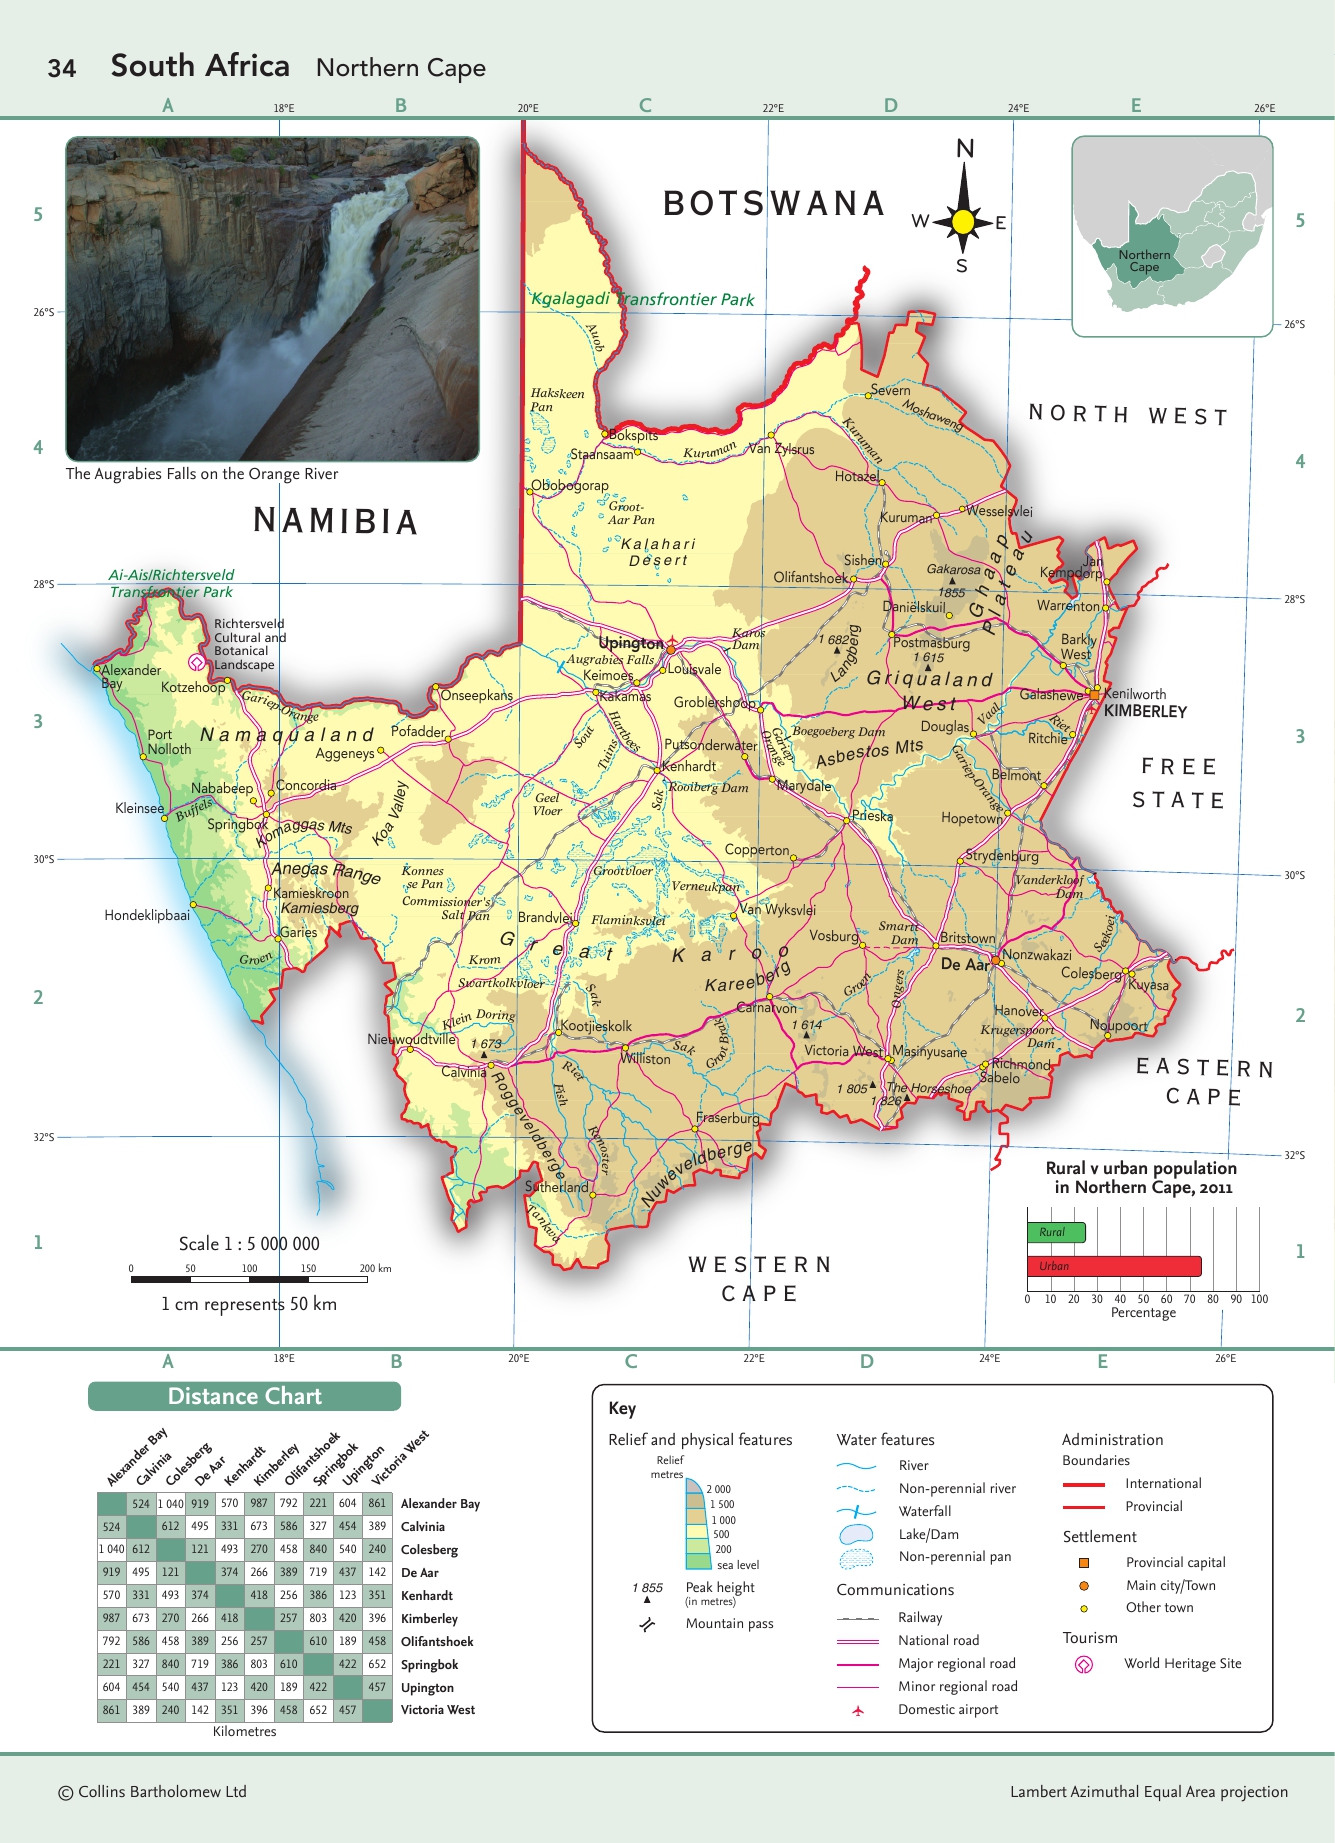 34 South Africa Northern Cape
A 18°E B 20°E C 22°E D 24°E E 26°E
5
5
4
4
3
3
2
2
1
1
26°S
26°S
28°S
28°S
30°S
30°S
32°S
32°S
The Augrabies Falls on the Orange River
N
W E
S
Northern
Cape
BOTSWANA
NAMIBIA
NORTH WEST
FREE
STATE
EASTERN
CAPE
WESTERN
CAPE
Kgalagadi Transfrontier Park
Auob
Hakskeen
Pan
Bokspits
Staansaam
Kuruman
Van Zylsrus
Severn
Moshaweng
Kuruman
Obobogorap
Groot-
Aar Pan
Kalahari
Desert
Hotazel
Kuruman
Wesselsvlei
Sishen
Olifantshoek
Gakarosa
1855
Ghaap
Plateau
Daniëlskuil
Jan
Kempdorp
Warrenton
Barkly
West
Ai-Ais/Richtersveld
Transfrontier Park
Richtersveld
Cultural and
Botanical
Landscape
Alexander
Bay
Kotzehoop
Gariep-Orange
Port
Nolloth
Namaqualand
Onseepkans
Pofadder
Aggeneys
Upington
Augrabies Falls
Keimoes
Louisvale
Kakamas
Karos
Dam
1 682
Langberg
Postmasburg
1 615
Griqualand
West
Groblershoop
Galashewe
Kenilworth
KIMBERLEY
Douglas
Vaal
Riet
Ritchie
Boegoeberg Dam
Gariep
Orange
Asbestos Mts
Gariep-Orange
Belmont
Sout
Tuins
Hartbees
Putsonderwater
Kenhardt
Rooiberg Dam
Marydale
Sak
Nababeep
Concordia
Kleinsee
Buffels
Springbok
Komaggas Mts
Koa Valley
Geel
Vloer
Prieska
Hopetown
Copperton
Strydenburg
Anegas Range
Kamieskroon
Kamiesberg
Konnes
se Pan
Commissioner's
Salt Pan
Grootvloer
Verneukpan
Vanderkloof
Dam
Hondeklipbaai
Garies
Groen
Brandvlei
Flaminksvlei
Van Wyksvlei
Great Karoo
Krom
Swartkolkvloer
Sak
Vosburg
Smartt
Dam
Britstown
De Aar
Nonzwakazi
Seekoei
Colesberg
Kuyasa
Kareeberg
Carnarvon
Groen
Ongers
Hanover
Noupoort
Krugerspoort
Dam
Klein Doring
Nieuwoudtville
Kootjieskolk
1 673
Calvinia
Williston
Sak
Groot Brak
1 614
Victoria West
Masinyusane
Richmond
Sabelo
1 805
The Horseshoe
1 826
Riet
Fish
Renoster
Roggeveldberge
Fraserburg
Nuweveldberge
Sutherland
Tankwa
Scale 1 : 5 000 000
0 50 100 150 200 km
1 cm represents 50 km
Rural v urban population
in Northern Cape, 2011
Rural
Urban
0 10 20 30 40 50 60 70 80 90 100
Percentage
A 18°E B 20°E C 22°E D 24°E E 26°E
Distance Chart
Alexander Bay Calvinia Colesberg De Aar Kenhardt Kimberley Olifantshoek Springbok Upington Victoria West
524 1 040 919 570 987 792 221 604 861 Alexander Bay
524 612 495 331 673 586 327 454 389 Calvinia
1 040 612 121 493 270 458 840 540 240 Colesberg
919 495 121 374 266 389 719 437 142 De Aar
570 331 493 374 418 256 386 123 351 Kenhardt
987 673 270 266 418 257 803 420 396 Kimberley
792 586 458 389 256 257 610 189 458 Olifantshoek
221 327 840 719 386 803 610 422 652 Springbok
604 454 540 437 123 420 189 422 457 Upington
861 389 240 142 351 396 458 652 457 Victoria West
Kilometres
Key
Relief and physical features
Relief
metres
2 000
1 500
1 000
500
200
sea level
1 855 Peak height
(in metres)
Mountain pass
Water features
River
Non-perennial river
Waterfall
Lake/Dam
Non-perennial pan
Communications
Railway
National road
Major regional road
Minor regional road
Domestic airport
Administration
Boundaries
International
Provincial
Settlement
Provincial capital
Main city/Town
Other town
Tourism
World Heritage Site
© Collins Bartholomew Ltd
Lambert Azimuthal Equal Area projection